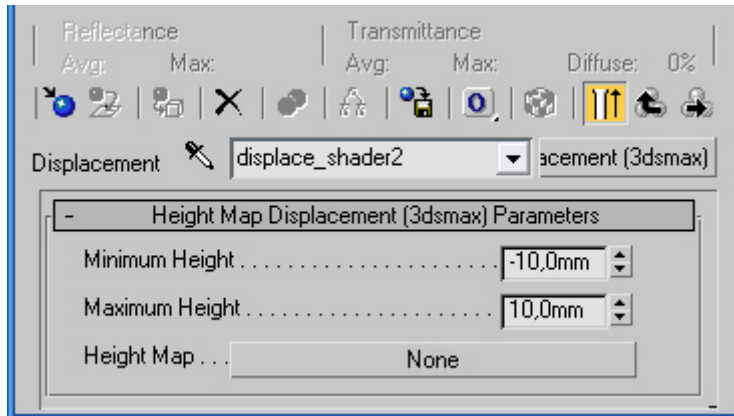 Reflectance Transmittance
Avg: Max: Avg: Max: Diffuse: 0%
0
Displacement displace_shader2 acement (3dsmax)
- Height Map Displacement (3dsmax) Parameters
Minimum Height . . . . . . . . . . . . . . . . . . . . . . -10,0mm
Maximum Height . . . . . . . . . . . . . . . . . . . . . 10,0mm
Height Map . . . None